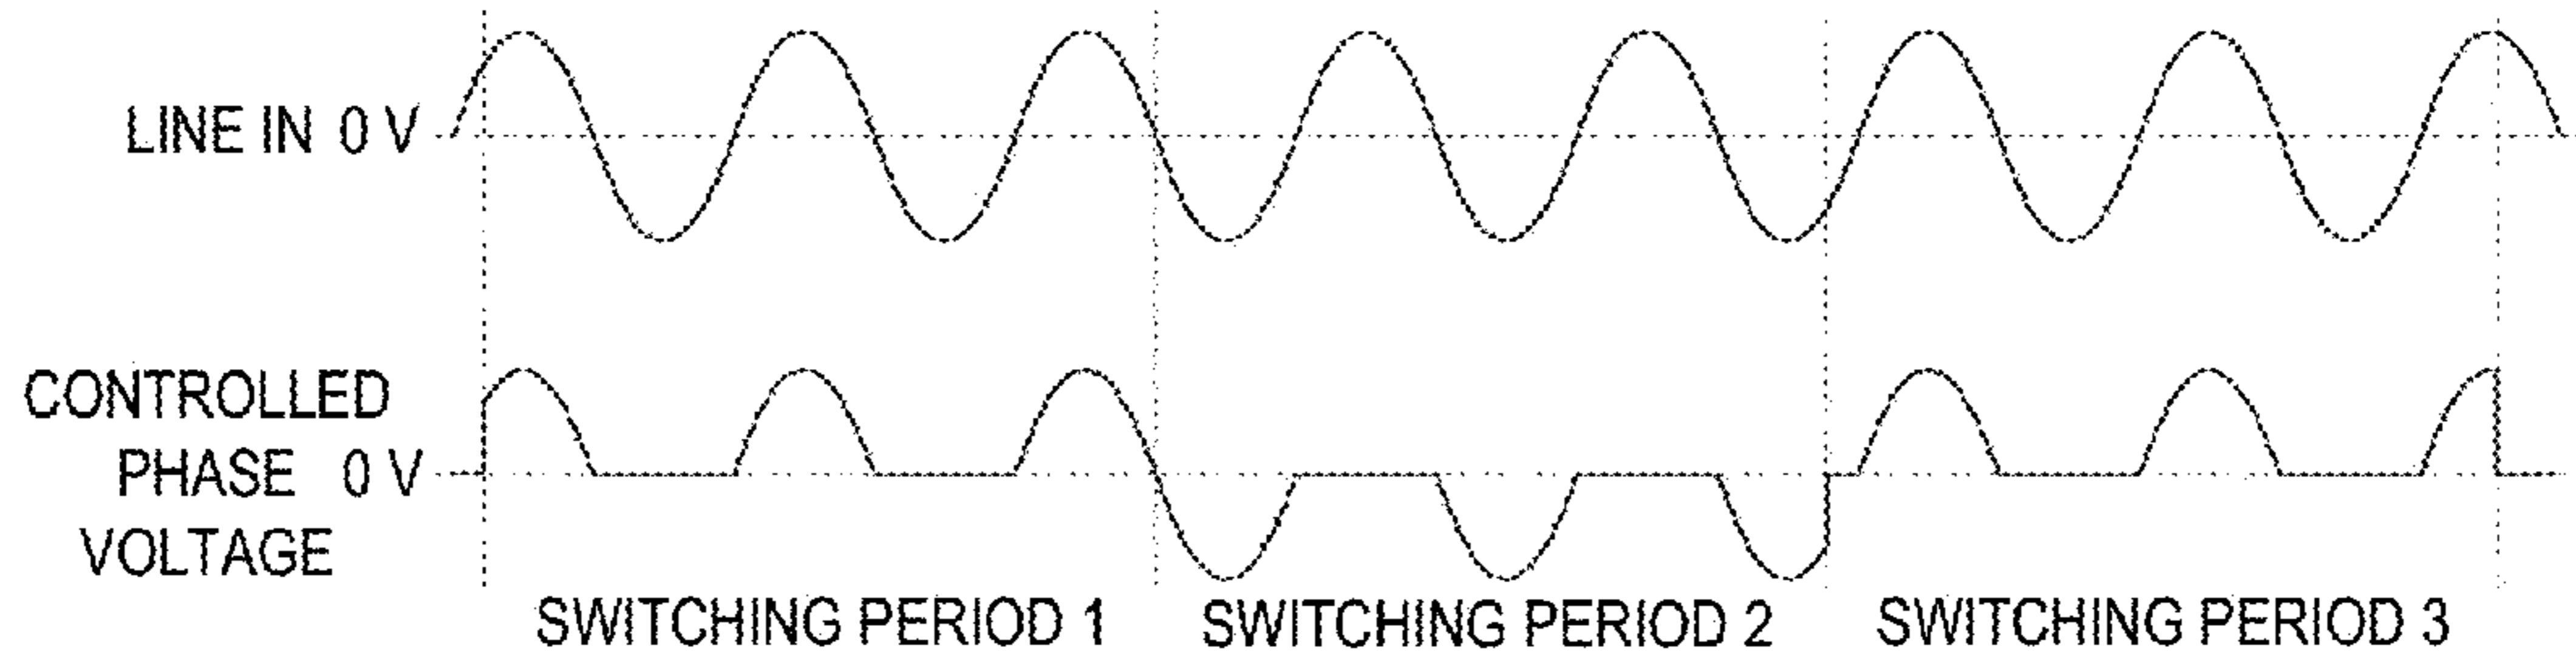 LINE IN 0 V
CONTROLLED
PHASE 0 V
VOLTAGE
SWITCHING PERIOD 1 SWITCHING PERIOD 2 SWITCHING PERIOD 3